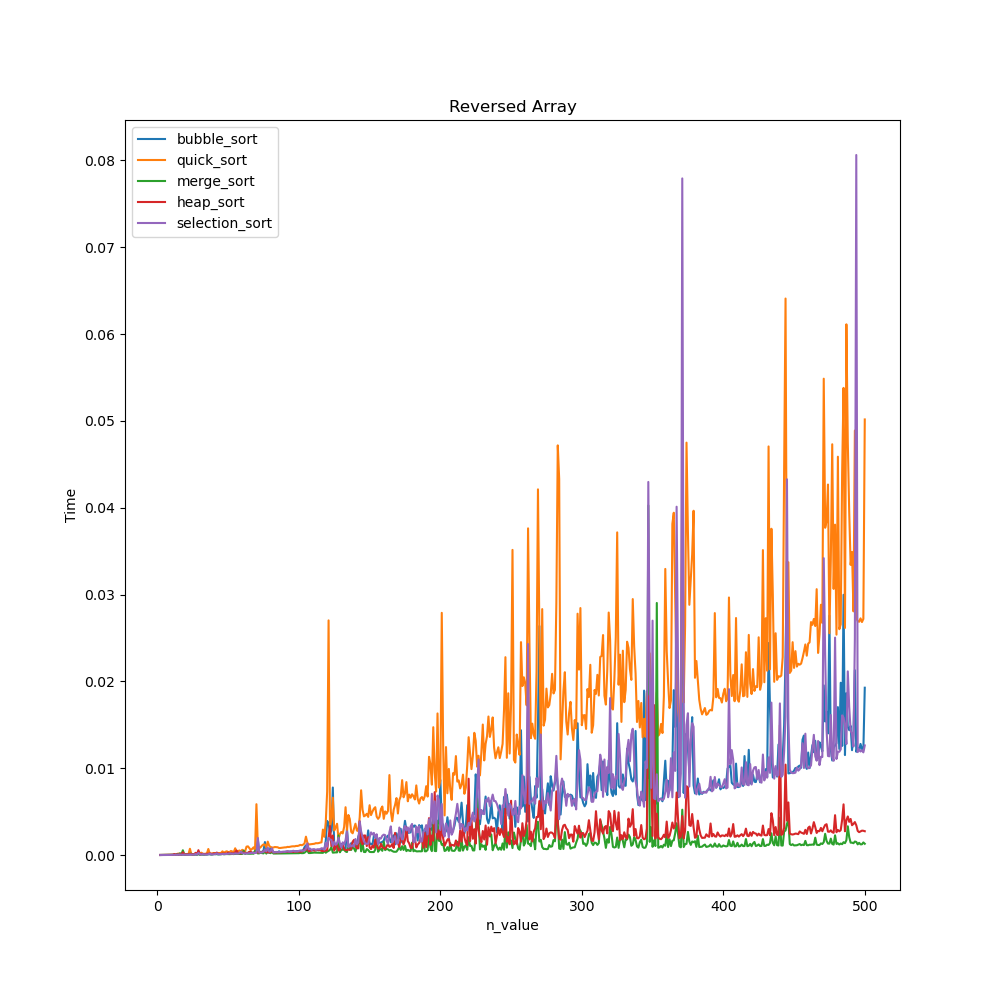 Reversed Array
bubble_sort
quick_sort
merge_sort
heap_sort
selection_sort
0.08
0.07
0.06
0.05
0.04
0.03
0.02
0.01
0.00
Time
0 100 200 300 400 500
n_value